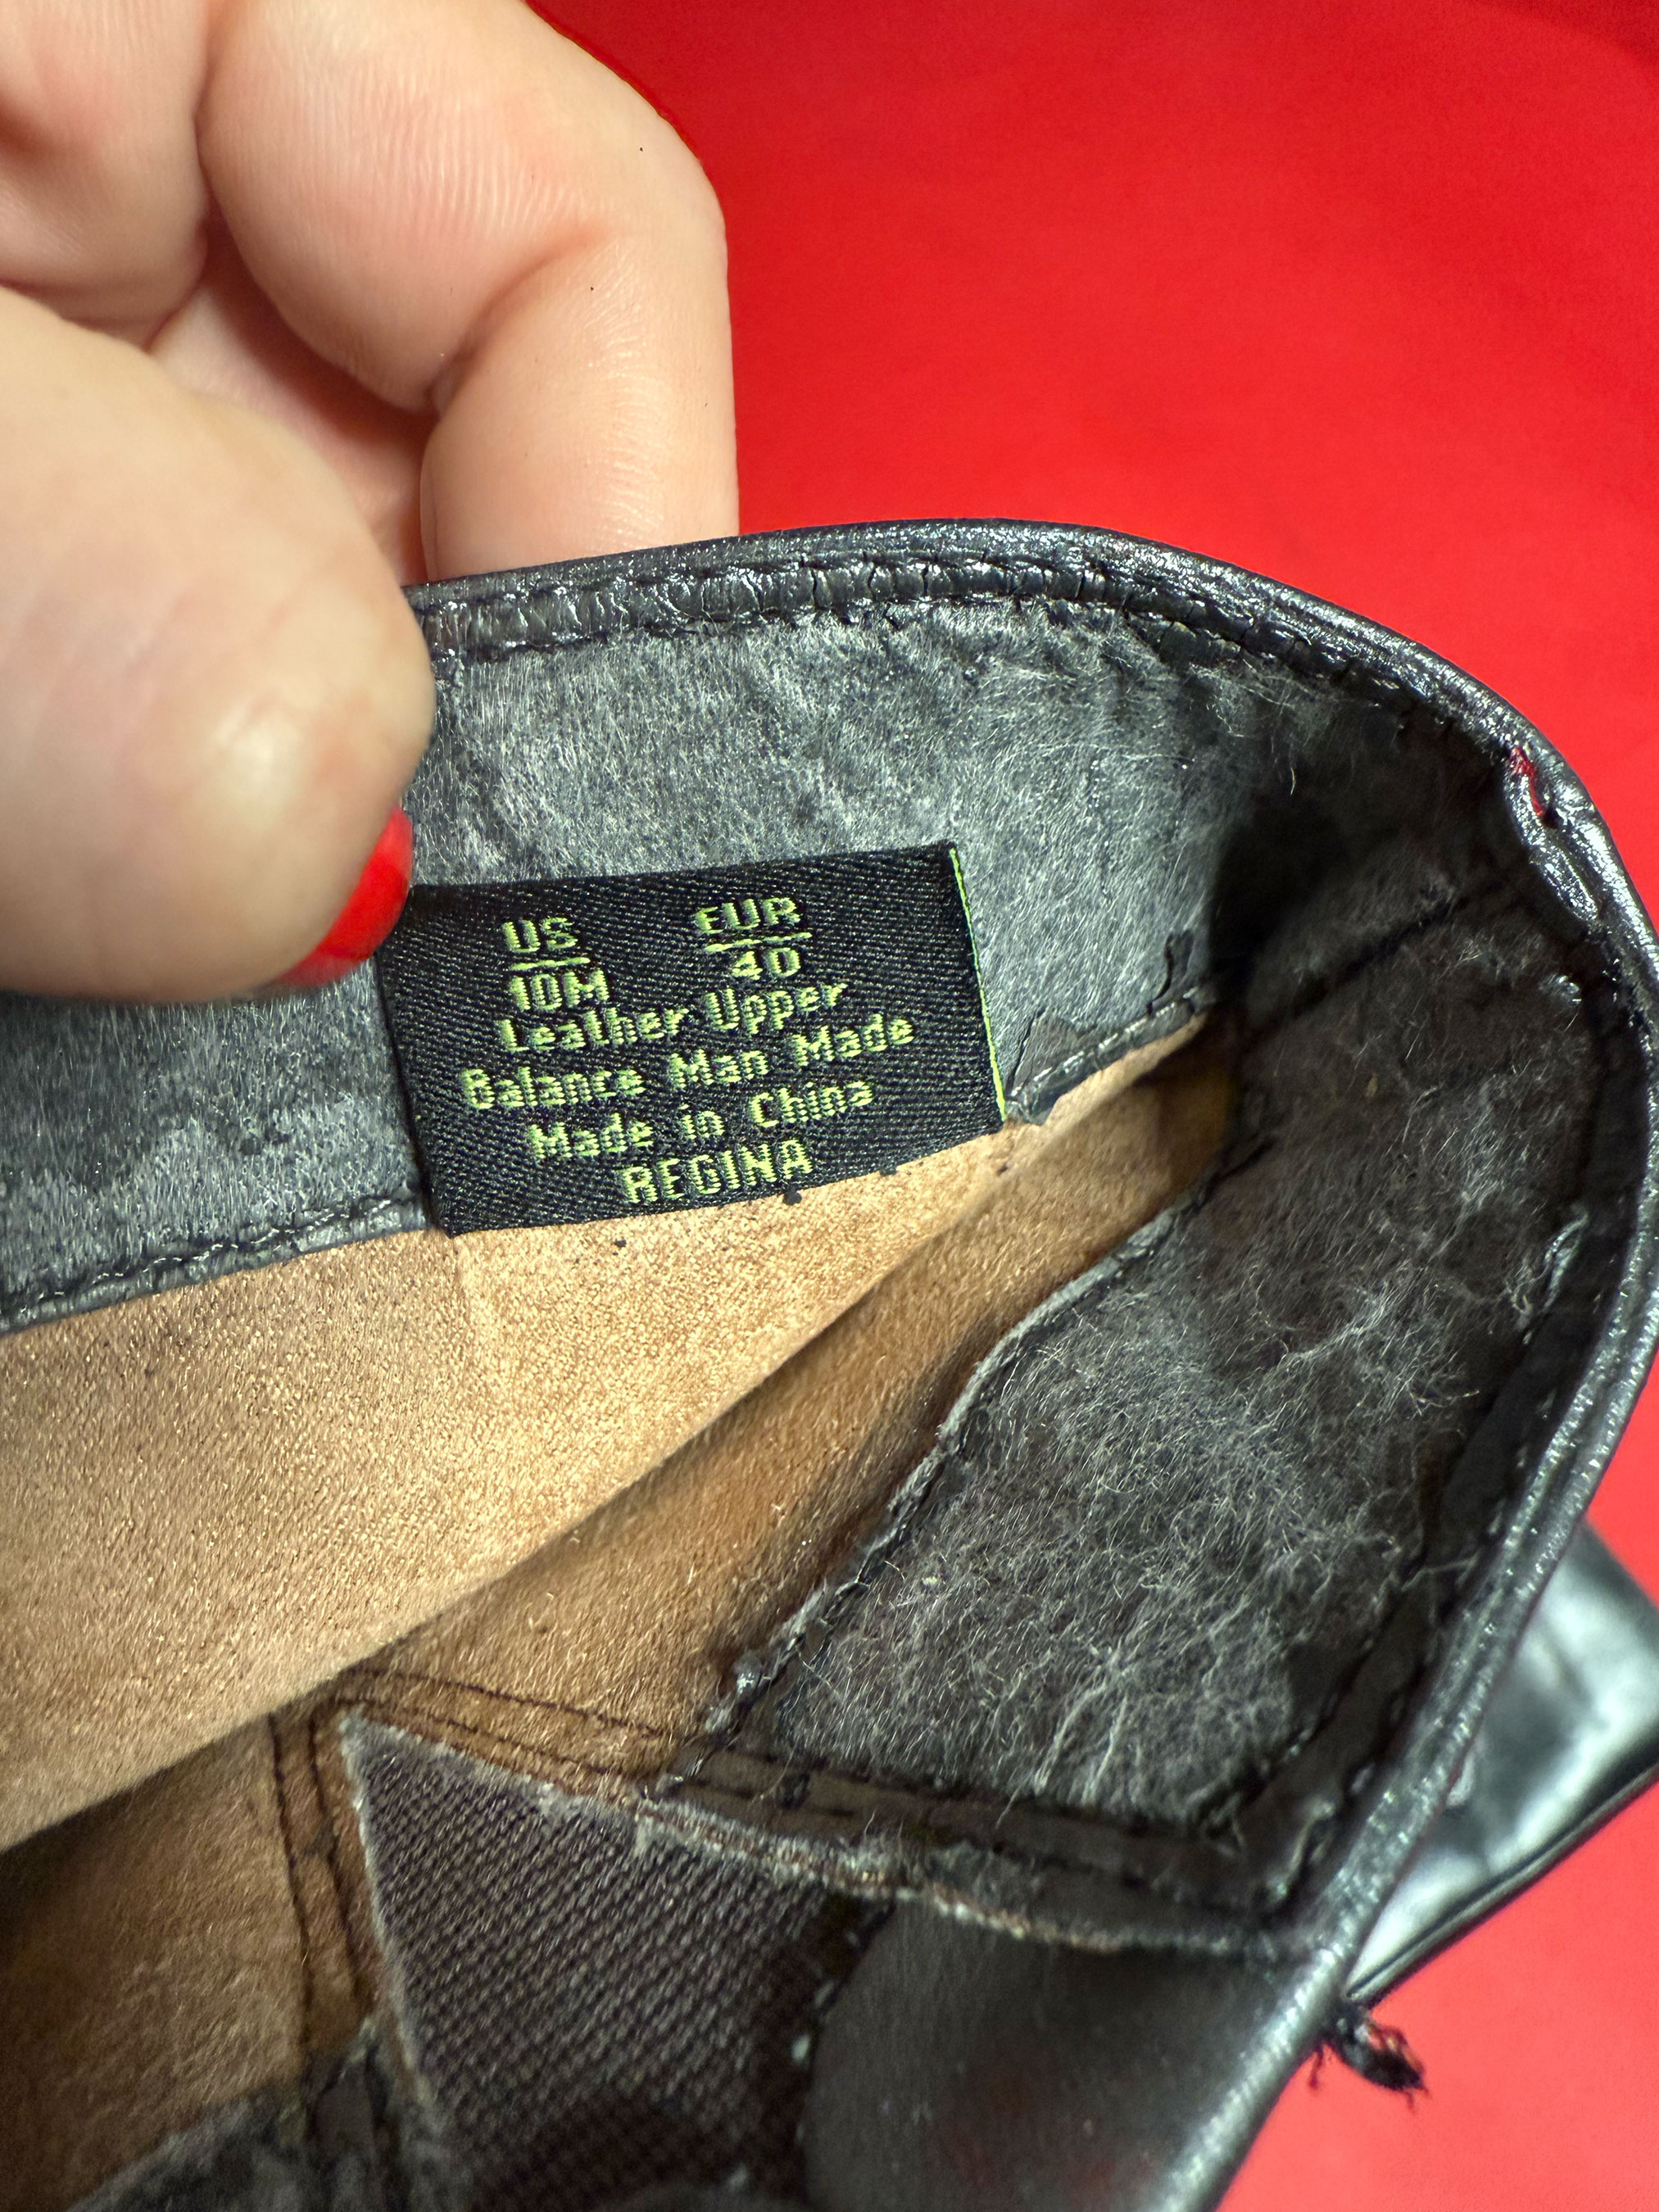 US EUR
10M 40
Leather Upper
Balance Man Made
Made in China
REGINA